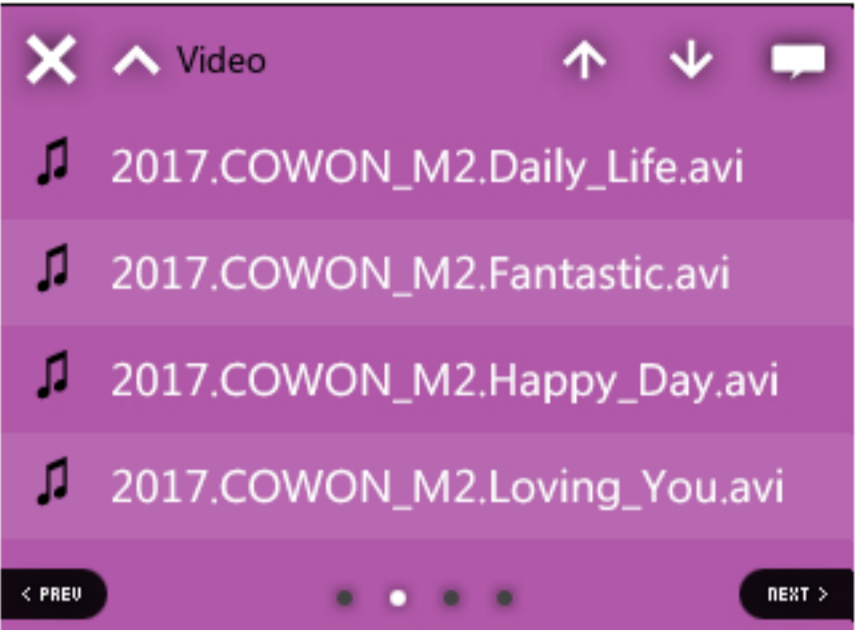 Video
2017.COWON_M2.Daily_Life.avi
2017.COWON_M2.Fantastic.avi
2017.COWON_M2.Happy_Day.avi
2017.COWON_M2.Loving_You.avi
< PREV
NEXT >